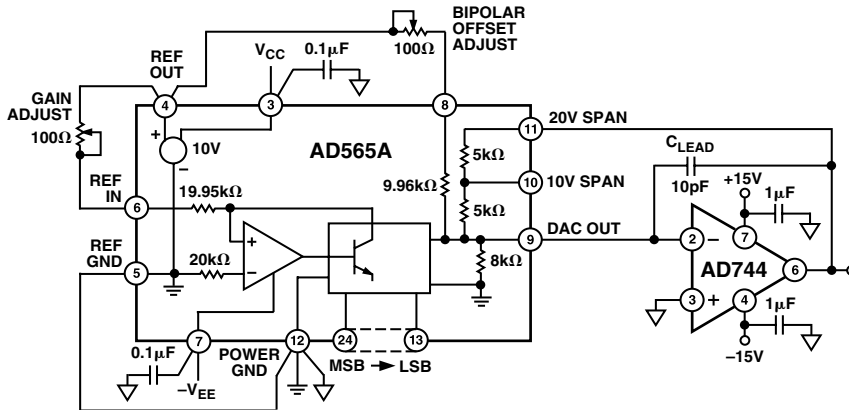 BIPOLAR
OFFSET
ADJUST
100Ω
REF
OUT
VCC
0.1μF
GAIN
ADJUST
100Ω
4
3
8
11
20V SPAN
+
10V
–
AD565A
5kΩ
CLEAD
10pF
9.96kΩ
10
10V SPAN
+15V
1μF
REF
IN
6
19.95kΩ
5kΩ
9
DAC OUT
2
–
7
REF
GND
5
20kΩ
+
–
8kΩ
AD744
6
3
+
4
1μF
0.1μF
7
POWER
GND
12
24
13
MSB → LSB
–VEE
–15V